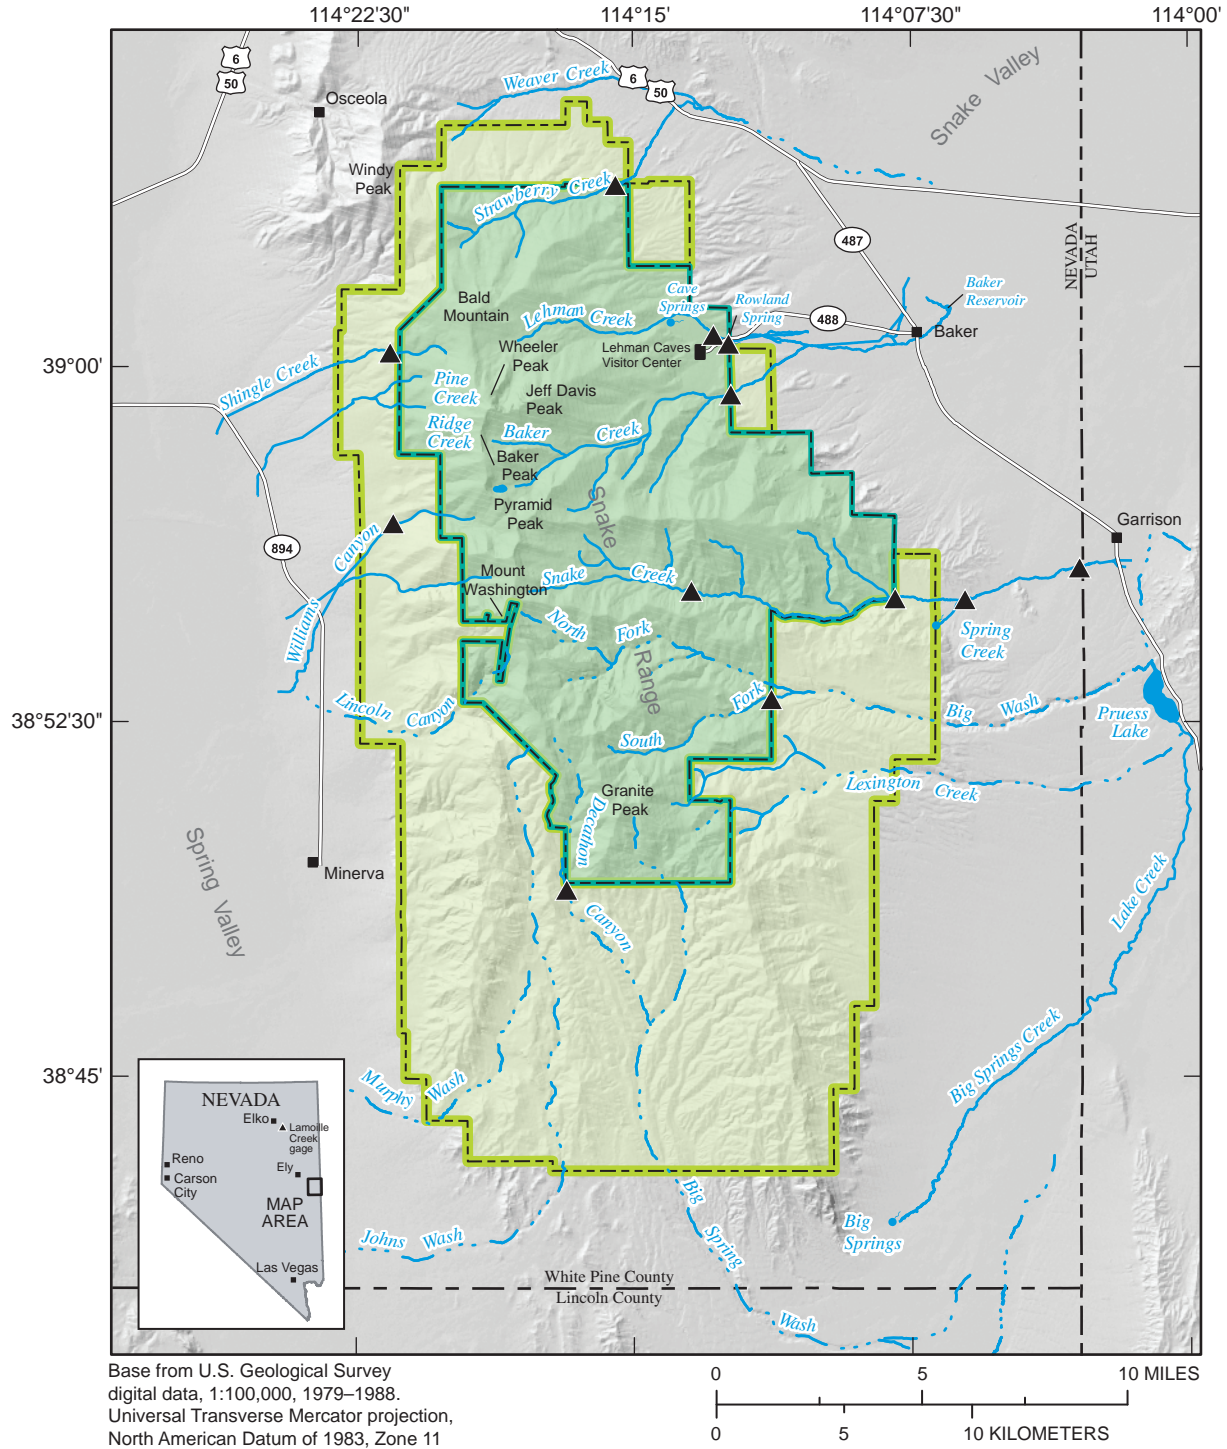 114°22'30"
114°15'
114°07'30"
114°00'
6
50
Osceola
Weaver Creek
6
50
Snake Valley
Windy
Peak
Strawberry Creek
487
NEVADA
UTAH
Bald
Mountain
Lehman Creek
Cave
Springs
Rowland
Spring
488
Baker
Reservoir
Baker
Lehman Caves
Visitor Center
39°00'
Shingle Creek
Wheeler
Peak
Pine
Creek
Jeff Davis
Peak
Ridge
Creek
Baker Creek
Baker
Peak
Pyramid
Peak
Snake
Range
Garrison
894
Williams Canyon
Mount
Washington
Snake Creek
Spring
Creek
North Fork
Lincoln Canyon
38°52'30"
South Fork
Big Wash
Pruess
Lake
Lexington Creek
Granite
Peak
Decathon
Canyon
Spring Valley
Minerva
Lake Creek
Big Springs Creek
38°45'
Murphy Wash
NEVADA
Elko
Lamoille
Creek
gage
Reno
Carson
City
Ely
MAP
AREA
Las Vegas
Johns Wash
Big
Spring
Wash
Big
Springs
White Pine County
Lincoln County
Base from U.S. Geological Survey
digital data, 1:100,000, 1979–1988.
Universal Transverse Mercator projection,
North American Datum of 1983, Zone 11
0 5 10 MILES
0 5 10 KILOMETERS